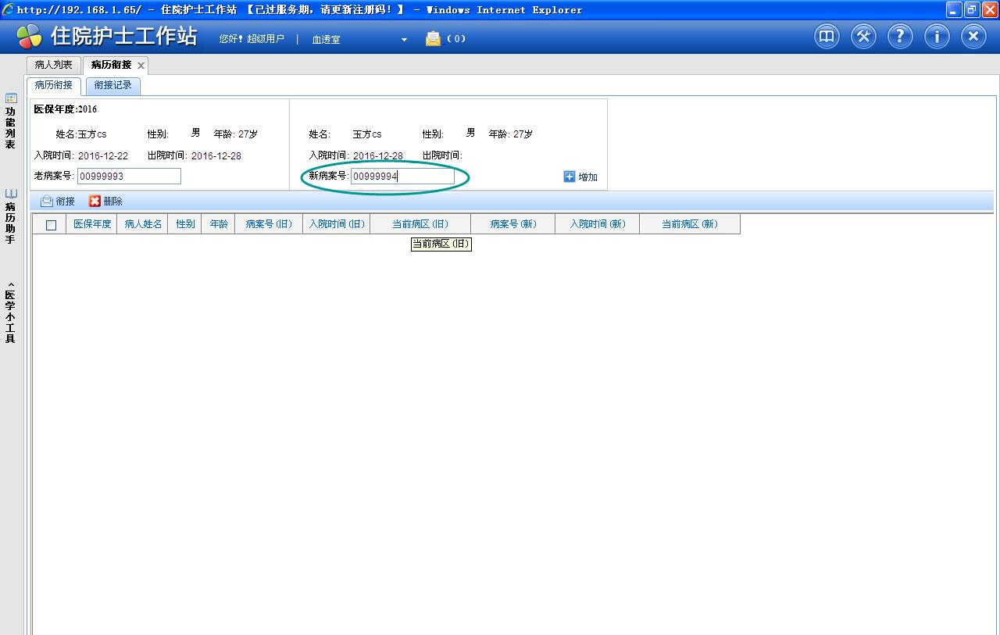 http://192.168.1.65/ - 住院护士工作站 【已过服务期，请更新注册码！】 - Windows Internet Explorer
住院护士工作站 您好! 超级用户 | 血透室 (0)
病人列表 病历衔接
病历衔接 衔接记录
功能列表
病历助手
医学小工具
医保年度:2016
姓名:玉方cs 性别: 男 年龄: 27岁 姓名: 玉方cs 性别: 男 年龄: 27岁
入院时间: 2016-12-22 出院时间: 2016-12-28 入院时间: 2016-12-28 出院时间:
老病案号: 00999993 新病案号: 00999994 增加
衔接 删除
医保年度 病人姓名 性别 年龄 病案号(旧) 入院时间(旧) 当前病区(旧) 病案号(新) 入院时间(新) 当前病区(新)
当前病区(旧)